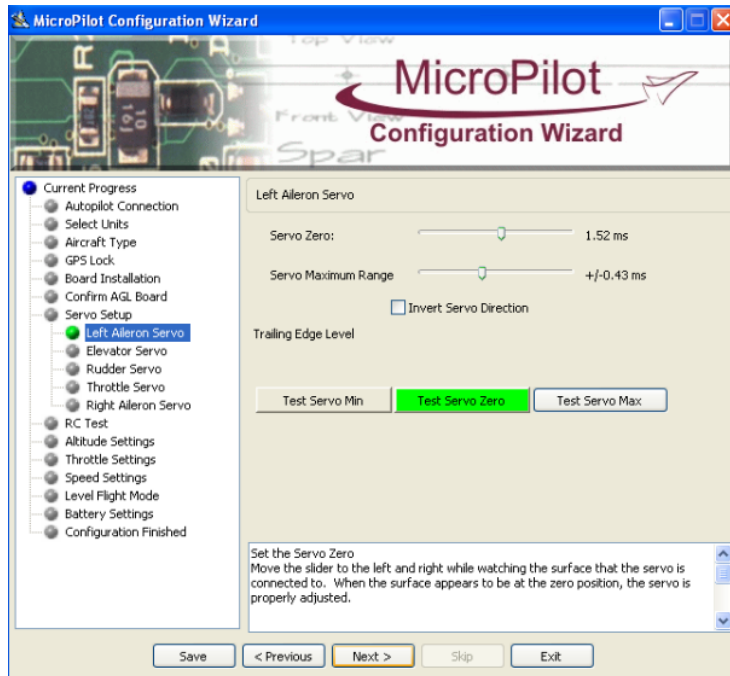 MicroPilot Configuration Wizard
Top View
MicroPilot
Front View
Configuration Wizard
Spar
10
16j
Current Progress
Autopilot Connection
Select Units
Aircraft Type
GPS Lock
Board Installation
Confirm AGL Board
Servo Setup
Left Aileron Servo
Elevator Servo
Rudder Servo
Throttle Servo
Right Aileron Servo
RC Test
Altitude Settings
Throttle Settings
Speed Settings
Level Flight Mode
Battery Settings
Configuration Finished
Left Aileron Servo
Servo Zero:
1.52 ms
Servo Maximum Range
+/-0.43 ms
Invert Servo Direction
Trailing Edge Level
Test Servo Min
Test Servo Zero
Test Servo Max
Set the Servo Zero
Move the slider to the left and right while watching the surface that the servo is
connected to. When the surface appears to be at the zero position, the servo is
properly adjusted.
Save
< Previous
Next >
Skip
Exit